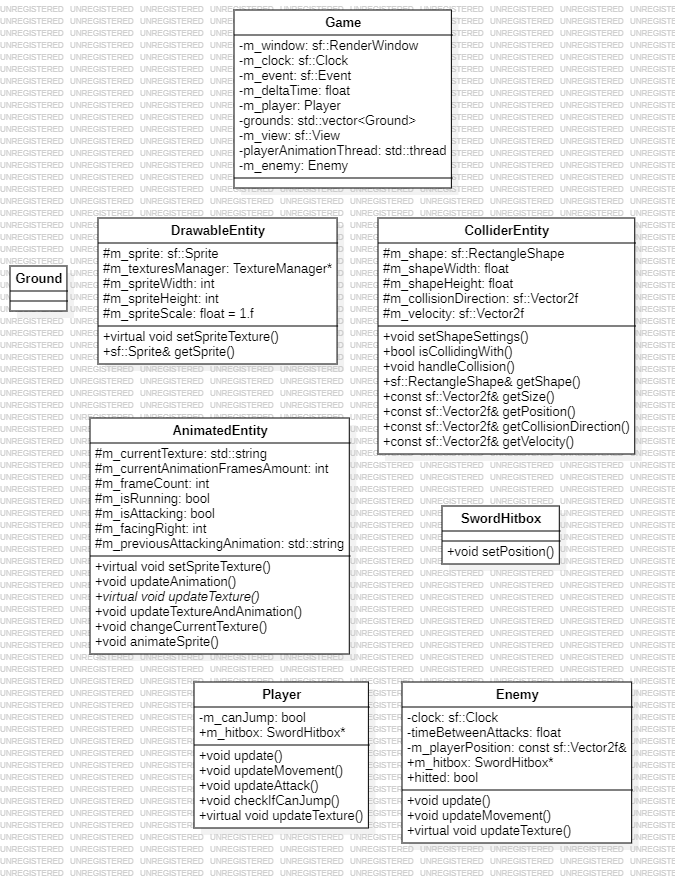 Game
-m_window: sf::RenderWindow
-m_clock: sf::Clock
-m_event: sf::Event
-m_deltaTime: float
-m_player: Player
-grounds: std::vector<Ground>
-m_view: sf::View
-playerAnimationThread: std::thread
-m_enemy: Enemy
DrawableEntity
#m_sprite: sf::Sprite
#m_texturesManager: TextureManager*
#m_spriteWidth: int
#m_spriteHeight: int
#m_spriteScale: float = 1.f
+virtual void setSpriteTexture()
+sf::Sprite& getSprite()
ColliderEntity
#m_shape: sf::RectangleShape
#m_shapeWidth: float
#m_shapeHeight: float
#m_collisionDirection: sf::Vector2f
#m_velocity: sf::Vector2f
+void setShapeSettings()
+bool isCollidingWith()
+void handleCollision()
+sf::RectangleShape& getShape()
+const sf::Vector2f& getSize()
+const sf::Vector2f& getPosition()
+const sf::Vector2f& getCollisionDirection()
+const sf::Vector2f& getVelocity()
Ground
AnimatedEntity
#m_currentTexture: std::string
#m_currentAnimationFramesAmount: int
#m_frameCount: int
#m_isRunning: bool
#m_isAttacking: bool
#m_facingRight: int
#m_previousAttackingAnimation: std::string
+virtual void setSpriteTexture()
+void updateAnimation()
+virtual void updateTexture()
+void updateTextureAndAnimation()
+void changeCurrentTexture()
+void animateSprite()
SwordHitbox
+void setPosition()
Player
-m_canJump: bool
+m_hitbox: SwordHitbox*
+void update()
+void updateMovement()
+void updateAttack()
+void checkIfCanJump()
+virtual void updateTexture()
Enemy
-clock: sf::Clock
-timeBetweenAttacks: float
-m_playerPosition: const sf::Vector2f&
+m_hitbox: SwordHitbox*
+hitted: bool
+void update()
+void updateMovement()
+virtual void updateTexture()
UNREGISTERED